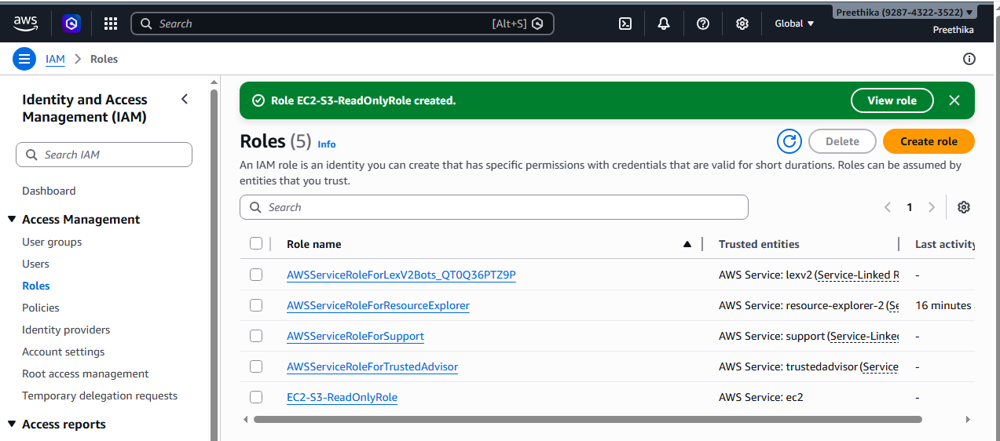 aws
Search [Alt+S]
Global
Preethika (9287-4322-3522)
Preethika
IAM
Roles
Identity and Access
Management (IAM)
Search IAM
Dashboard
Access Management
User groups
Users
Roles
Policies
Identity providers
Account settings
Root access management
Temporary delegation requests
Access reports
Role EC2-S3-ReadOnlyRole created.
View role
Roles (5) Info
Delete
Create role
An IAM role is an identity you can create that has specific permissions with credentials that are valid for short durations. Roles can be assumed by
entities that you trust.
Search
1
Role name Trusted entities Last activity
AWSServiceRoleForLexV2Bots_QT0Q36PTZ9P AWS Service: lexv2 (Service-Linked R -
AWSServiceRoleForResourceExplorer AWS Service: resource-explorer-2 (Se 16 minutes
AWSServiceRoleForSupport AWS Service: support (Service-Linked -
AWSServiceRoleForTrustedAdvisor AWS Service: trustedadvisor (Service -
EC2-S3-ReadOnlyRole AWS Service: ec2 -